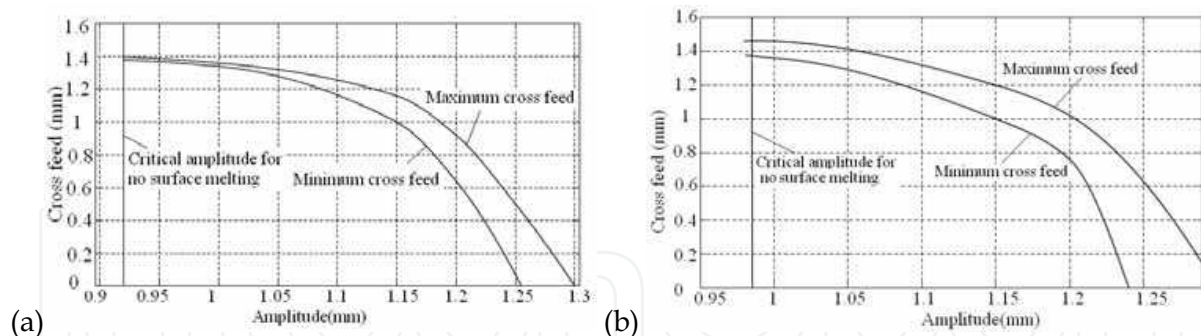 1.6
1.4
1.2
1
0.8
0.6
0.4
0.2
0
Cross feed (mm)
Maximum cross feed
Critical amplitude for
no surface melting
Minimum cross feed
0.9 0.95 1 1.05 1.1 1.15 1.2 1.25 1.3
Amplitude(mm)
(a)
1.6
1.4
1.2
1
0.8
0.6
0.4
0.2
0
Cross feed (mm)
Maximum cross feed
Critical amplitude for
no surface melting
Minimum cross feed
0.95 1 1.05 1.1 1.15 1.2 1.25
Amplitude(mm)
(b)